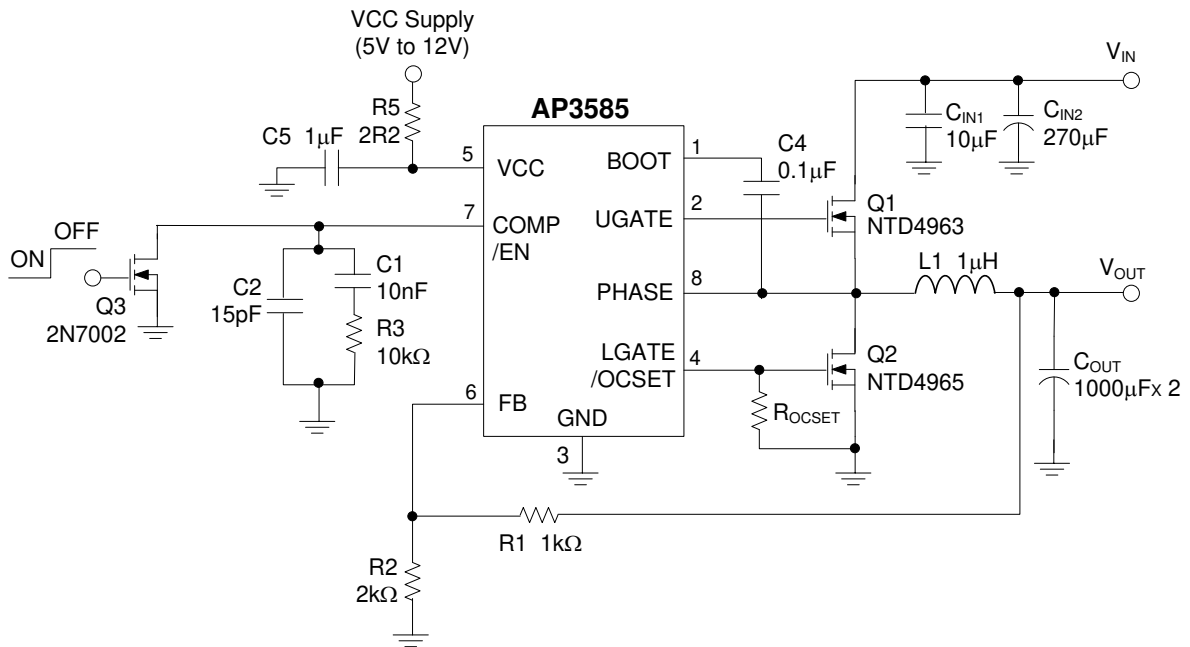 VCC Supply
(5V to 12V)
R5
2R2
C5 1µF
AP3585
5
VCC
7
COMP
/EN
6
FB
GND
3
BOOT
1
UGATE
2
PHASE
8
LGATE
/OCSET
4
C4
0.1µF
V_IN
C_IN1
10µF
C_IN2
270µF
Q1
NTD4963
L1 1µH
V_OUT
Q2
NTD4965
C_OUT
1000µFx 2
R_OCSET
OFF
ON
Q3
2N7002
C2
15pF
C1
10nF
R3
10kΩ
R1 1kΩ
R2
2kΩ